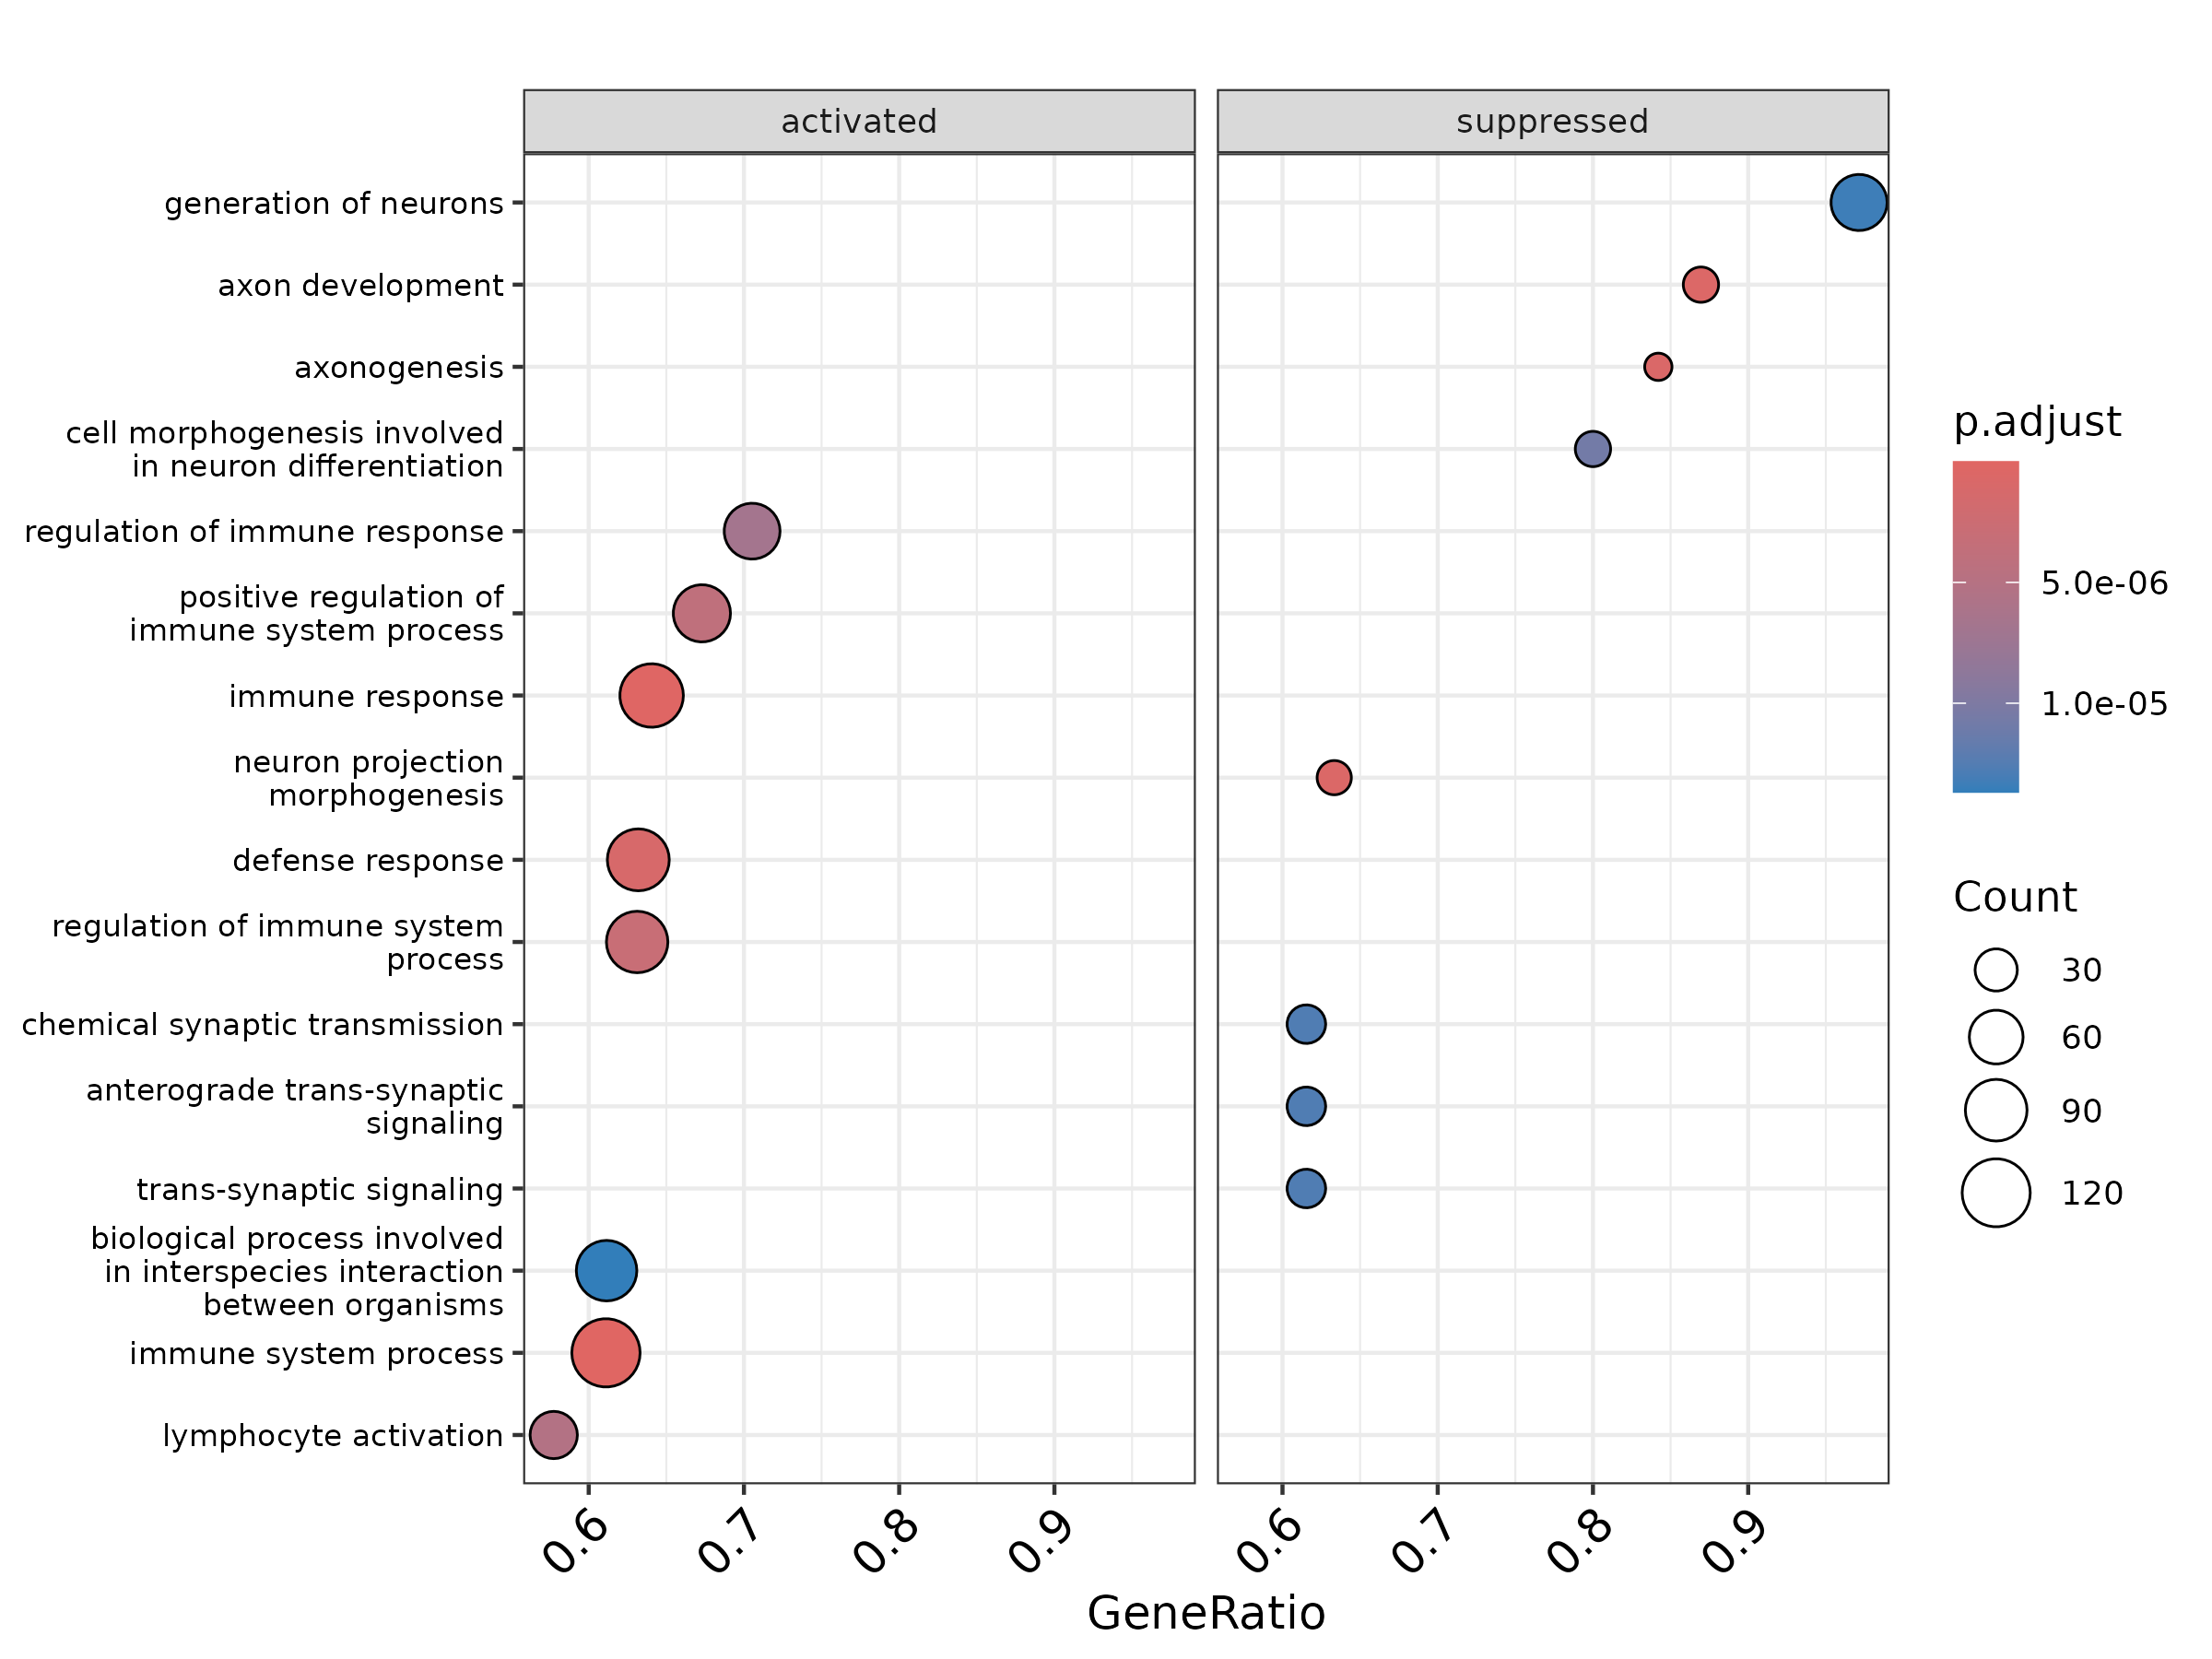 activated
suppressed
generation of neurons
axon development
axonogenesis
cell morphogenesis involved
in neuron differentiation
regulation of immune response
positive regulation of
immune system process
immune response
neuron projection
morphogenesis
defense response
regulation of immune system
process
chemical synaptic transmission
anterograde trans-synaptic
signaling
trans-synaptic signaling
biological process involved
in interspecies interaction
between organisms
immune system process
lymphocyte activation
0.6
0.7
0.8
0.9
0.6
0.7
0.8
0.9
GeneRatio
p.adjust
5.0e-06
1.0e-05
Count
30
60
90
120